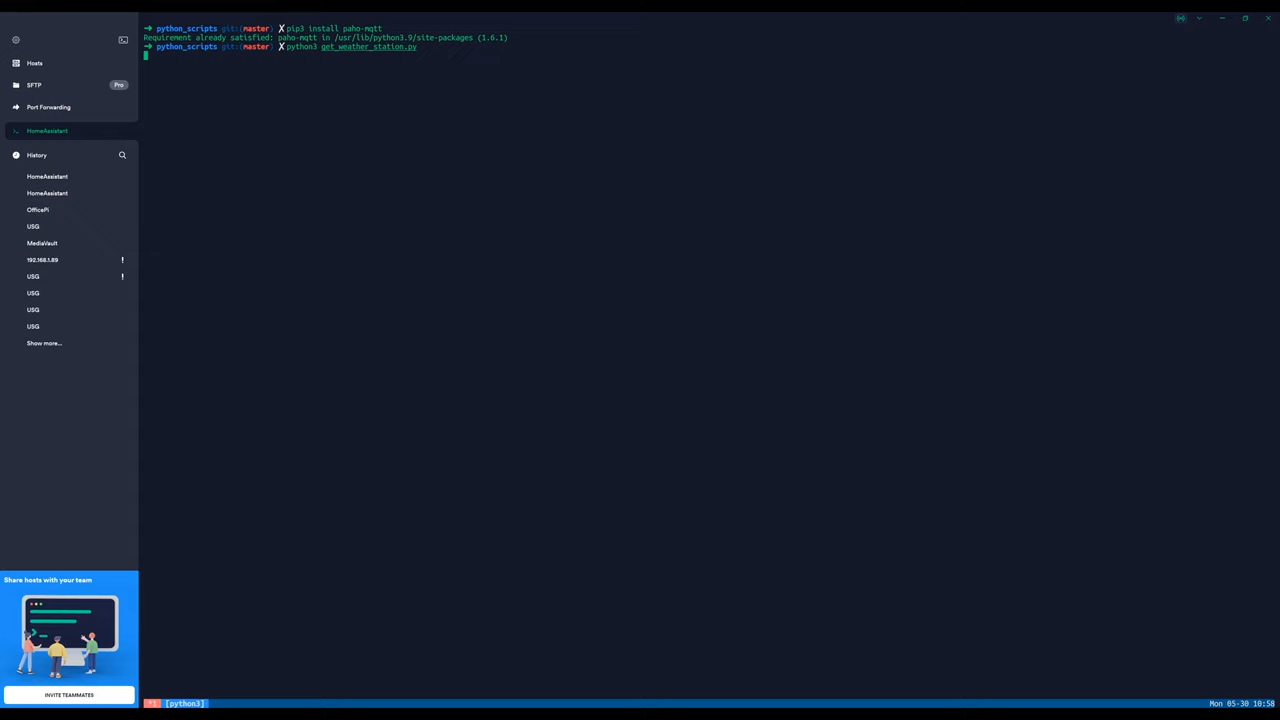 Hosts
SFTP
Pro
Port Forwarding
HomeAssistant
History
HomeAssistant
HomeAssistant
OfficePi
USG
MediaVault
192.168.1.89 !
USG !
USG
USG
USG
Show more...
Share hosts with your team
INVITE TEAMMATES
➜ python_scripts git:(master) ✗ pip3 install paho-mqtt
Requirement already satisfied: paho-mqtt in /usr/lib/python3.9/site-packages (1.6.1)
➜ python_scripts git:(master) ✗ python3 get_weather_station.py
[python3]
Mon 05-30 10:58